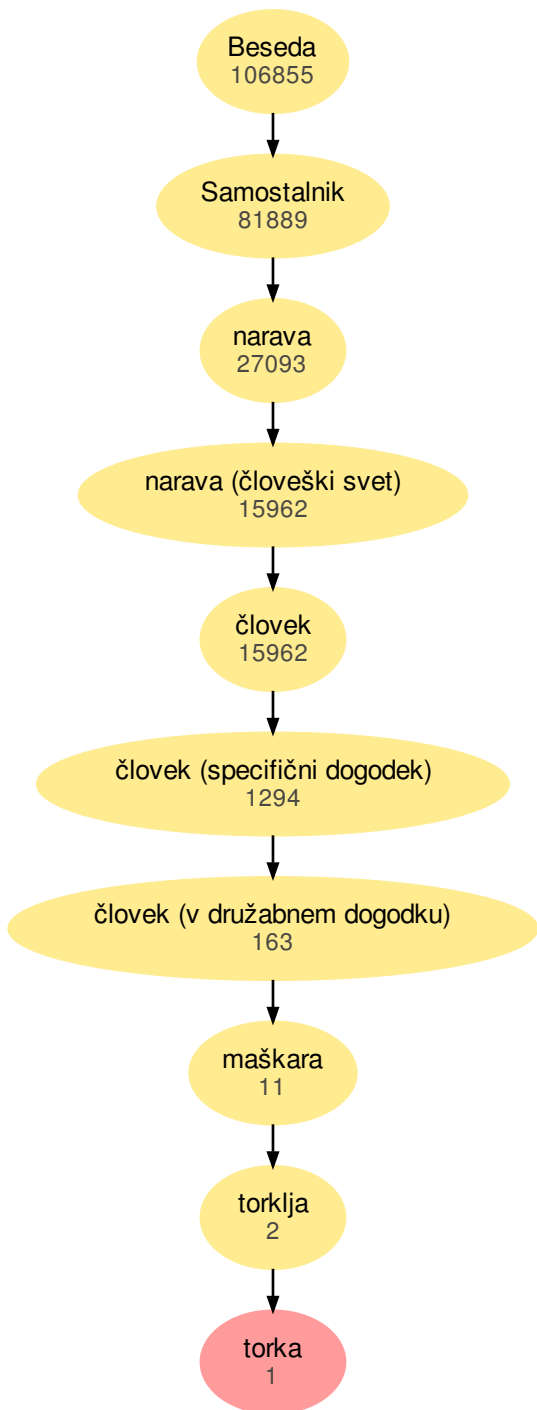 Beseda
106855
Samostalnik
81889
narava
27093
narava (človeški svet)
15962
človek
15962
človek (specifični dogodek)
1294
človek (v družabnem dogodku)
163
maškara
11
torklja
2
torka
1